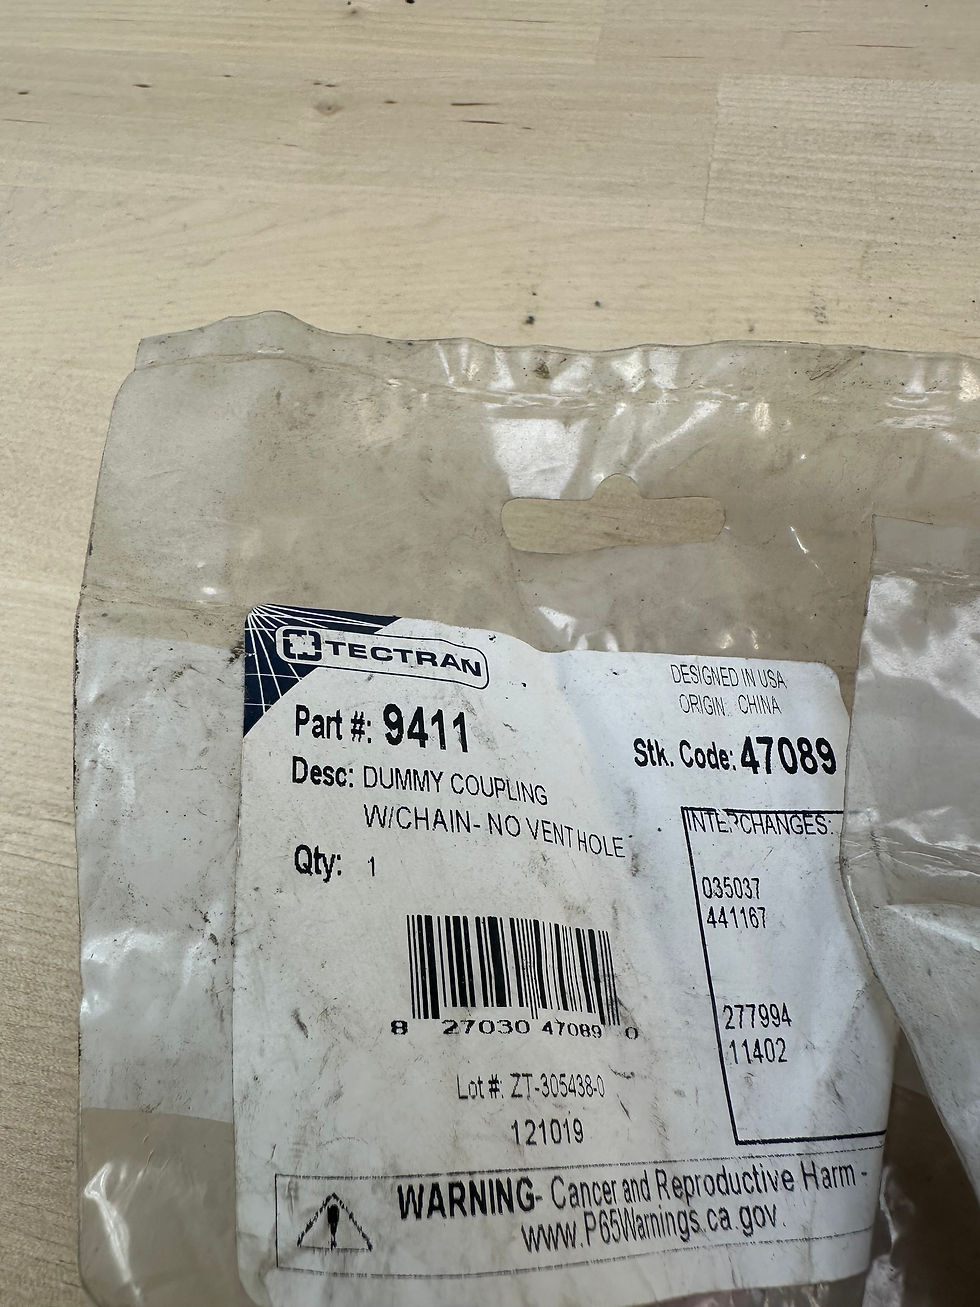 TECTRAN
Part #: 9411
Desc: DUMMY COUPLING
W/CHAIN- NO VENT HOLE
Qty: 1
DESIGNED IN USA
ORIGIN: CHINA
Stk. Code: 47089
INTERCHANGES:
035037
441167
277994
11402
8 27030 47089 0
Lot #: ZT-305438-0
121019
WARNING- Cancer and Reproductive Harm -
www.P65Warnings.ca.gov.